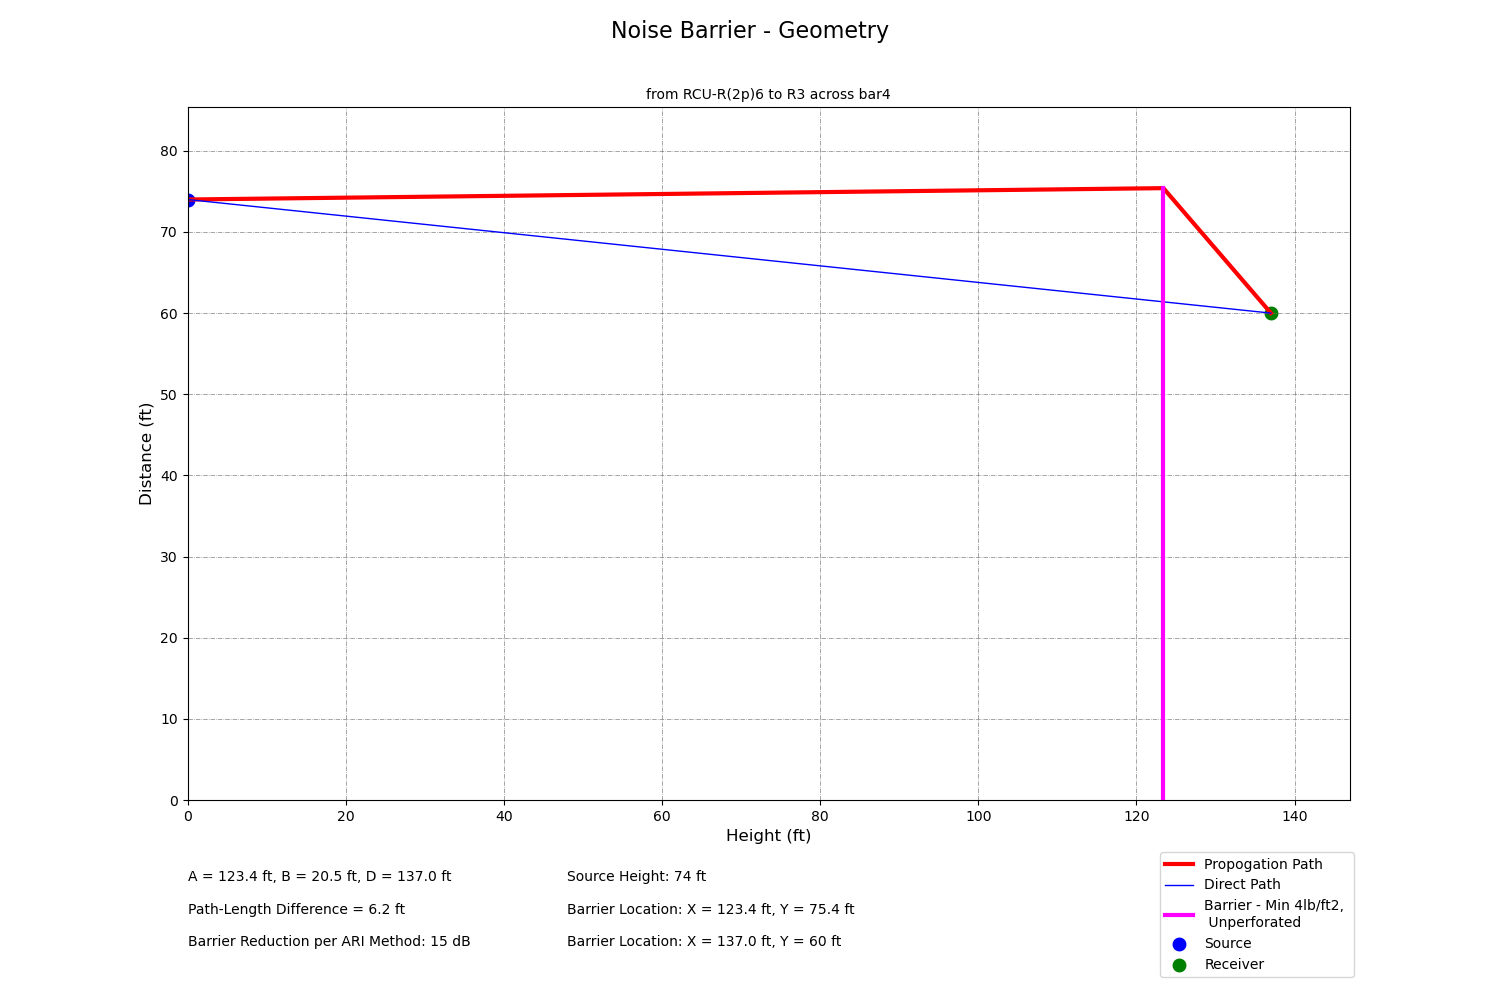 Noise Barrier - Geometry
from RCU-R(2p)6 to R3 across bar4
80
70
60
50
40
30
20
10
0
Distance (ft)
0 20 40 60 80 100 120 140
Height (ft)
A = 123.4 ft, B = 20.5 ft, D = 137.0 ft
Path-Length Difference = 6.2 ft
Barrier Reduction per ARI Method: 15 dB
Source Height: 74 ft
Barrier Location: X = 123.4 ft, Y = 75.4 ft
Barrier Location: X = 137.0 ft, Y = 60 ft
Propogation Path
Direct Path
Barrier - Min 4lb/ft2,
Unperforated
Source
Receiver